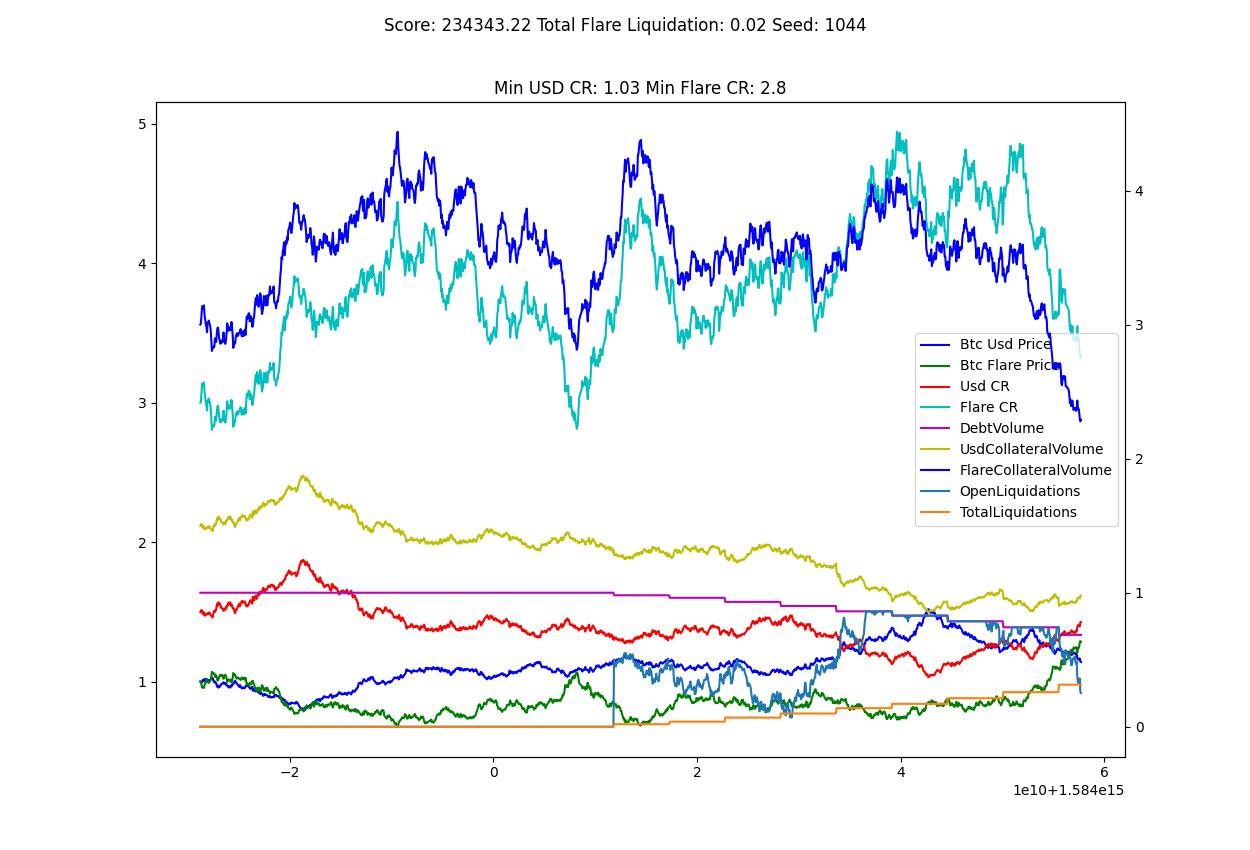 Score: 234343.22 Total Flare Liquidation: 0.02 Seed: 1044
Min USD CR: 1.03 Min Flare CR: 2.8
5
4
3
2
1
4
3
2
1
0
Btc Usd Price
Btc Flare Price
Usd CR
Flare CR
DebtVolume
UsdCollateralVolume
FlareCollateralVolume
OpenLiquidations
TotalLiquidations
−2 0 2 4 6
1e10+1.584e15